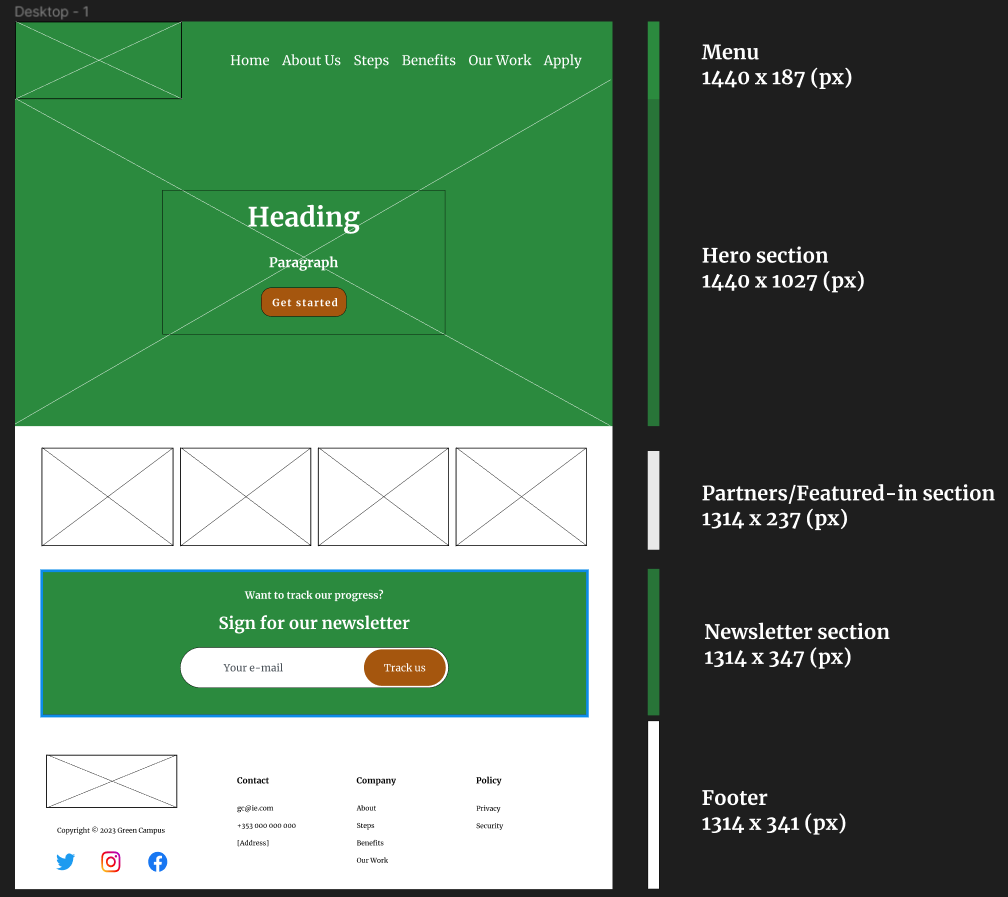 Desktop - 1
Home About Us Steps Benefits Our Work Apply
Menu
1440 x 187 (px)
Heading
Paragraph
Get started
Hero section
1440 x 1027 (px)
Partners/Featured-in section
1314 x 237 (px)
Want to track our progress?
Sign for our newsletter
Your e-mail
Track us
Newsletter section
1314 x 347 (px)
Copyright © 2023 Green Campus
Contact
gc@ie.com
+353 000 000 000
[Address]
Company
About
Steps
Benefits
Our Work
Policy
Privacy
Security
Footer
1314 x 341 (px)